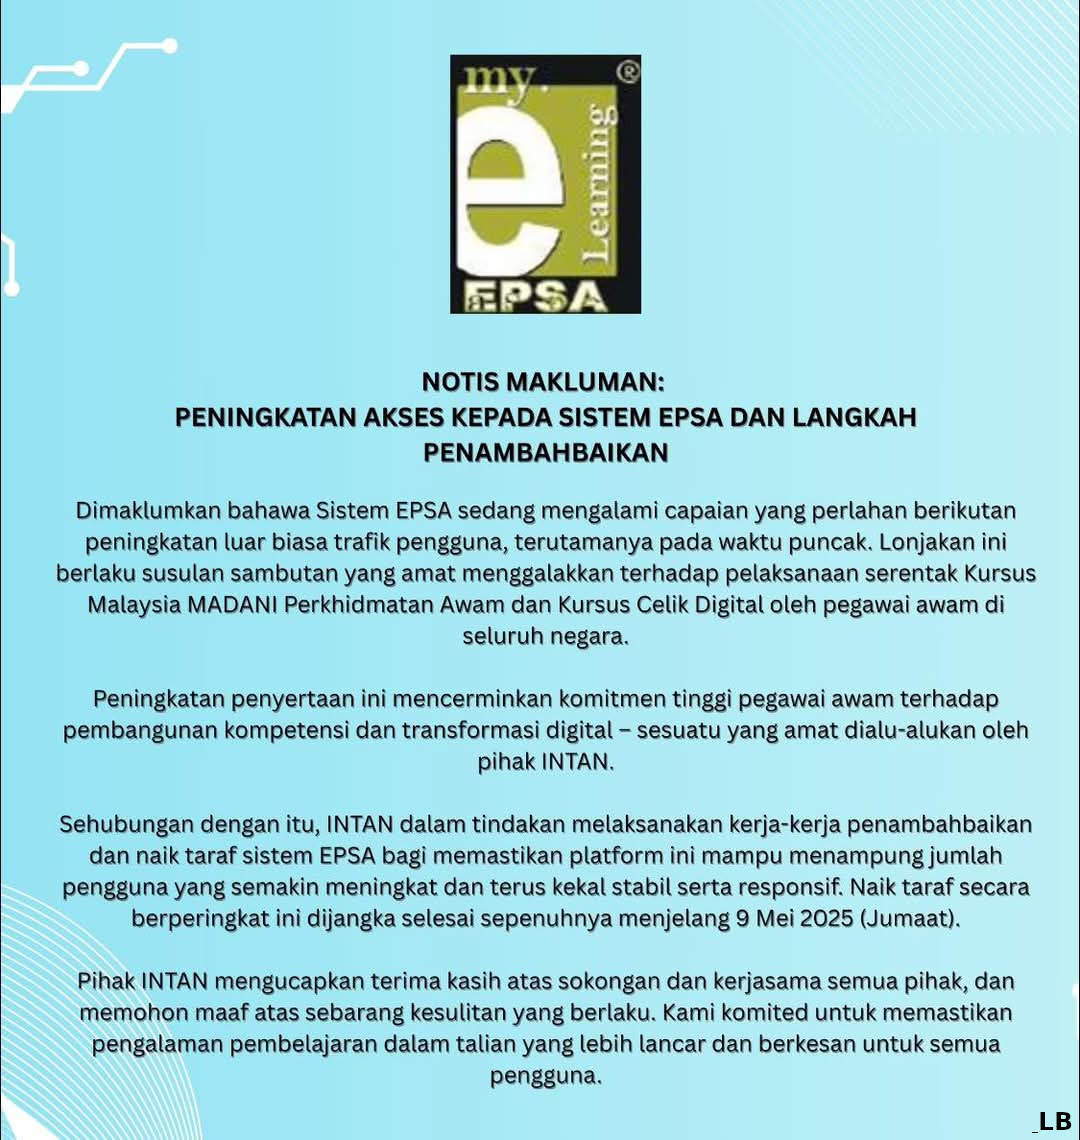 my.
®
e
Learning
EPSA
NOTIS MAKLUMAN:
PENINGKATAN AKSES KEPADA SISTEM EPSA DAN LANGKAH
PENAMBAHBAIKAN
Dimaklumkan bahawa Sistem EPSA sedang mengalami capaian yang perlahan berikutan
peningkatan luar biasa trafik pengguna, terutamanya pada waktu puncak. Lonjakan ini
berlaku susulan sambutan yang amat menggalakkan terhadap pelaksanaan serentak Kursus
Malaysia MADANI Perkhidmatan Awam dan Kursus Celik Digital oleh pegawai awam di
seluruh negara.
Peningkatan penyertaan ini mencerminkan komitmen tinggi pegawai awam terhadap
pembangunan kompetensi dan transformasi digital – sesuatu yang amat dialu-alukan oleh
pihak INTAN.
Sehubungan dengan itu, INTAN dalam tindakan melaksanakan kerja-kerja penambahbaikan
dan naik taraf sistem EPSA bagi memastikan platform ini mampu menampung jumlah
pengguna yang semakin meningkat dan terus kekal stabil serta responsif. Naik taraf secara
berperingkat ini dijangka selesai sepenuhnya menjelang 9 Mei 2025 (Jumaat).
Pihak INTAN mengucapkan terima kasih atas sokongan dan kerjasama semua pihak, dan
memohon maaf atas sebarang kesulitan yang berlaku. Kami komited untuk memastikan
pengalaman pembelajaran dalam talian yang lebih lancar dan berkesan untuk semua
pengguna.
_LB